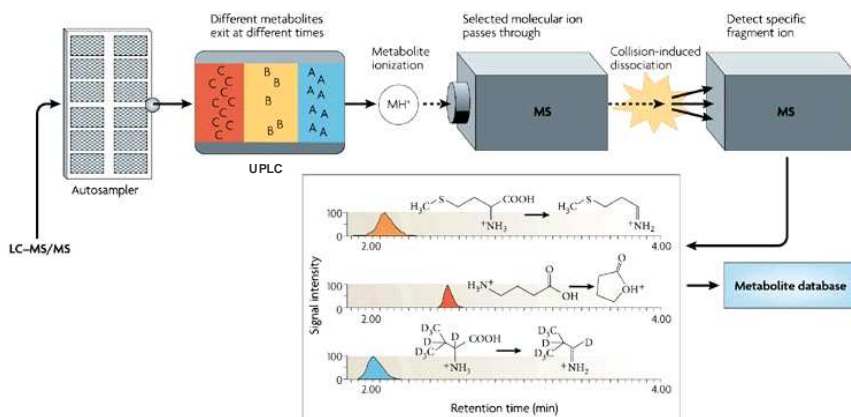 Different metabolites
exit at different times
Metabolite
ionization
Selected molecular ion
passes through
Collision-induced
dissociation
Detect specific
fragment ion
C C C C C C C C C C
B B B B B
A A A A A A A A A
MH⁺
MS
MS
Autosampler
UPLC
LC–MS/MS
Signal intensity
100
0
2.00
4.00
H₃C
S
COOH
⁺NH₃
H₃C
S
⁺NH₂
100
0
2.00
4.00
H₃N⁺
O
OH
O
OH⁺
100
0
2.00
4.00
D₃C
D
D
D₃C
COOH
⁺NH₃
D₃C
D
D
D₃C
⁺NH₂
Retention time (min)
Metabolite database